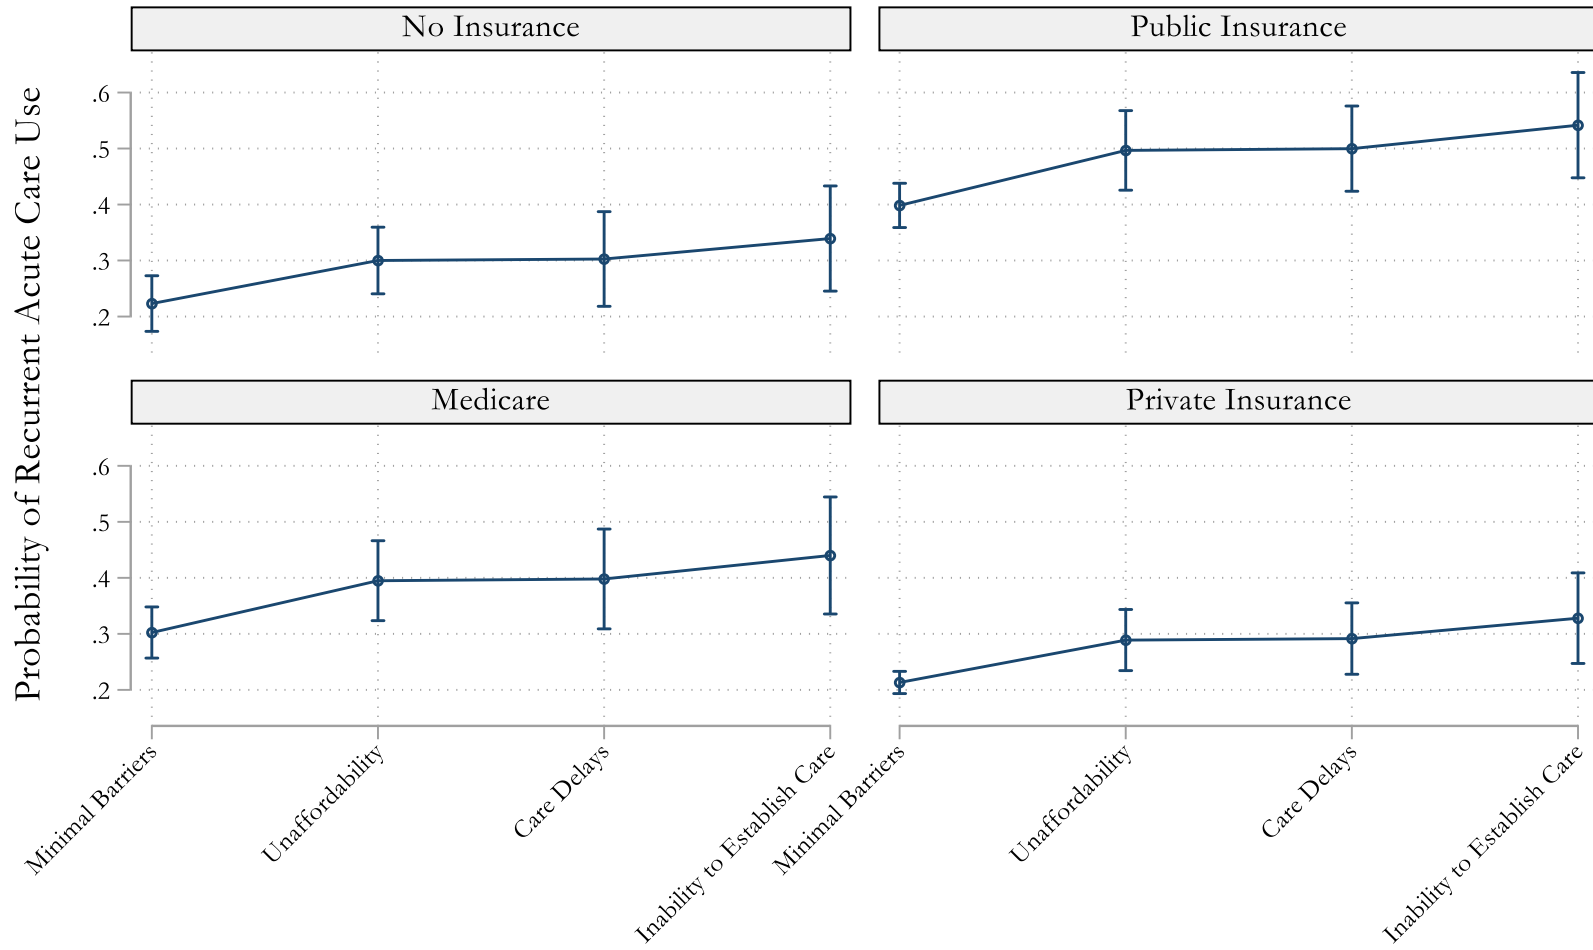 Probability of Recurrent Acute Care Use
No Insurance
.6
.5
.4
.3
.2
Public Insurance
Medicare
.6
.5
.4
.3
.2
Private Insurance
Minimal Barriers
Unaffordability
Care Delays
Inability to Establish Care
Minimal Barriers
Unaffordability
Care Delays
Inability to Establish Care